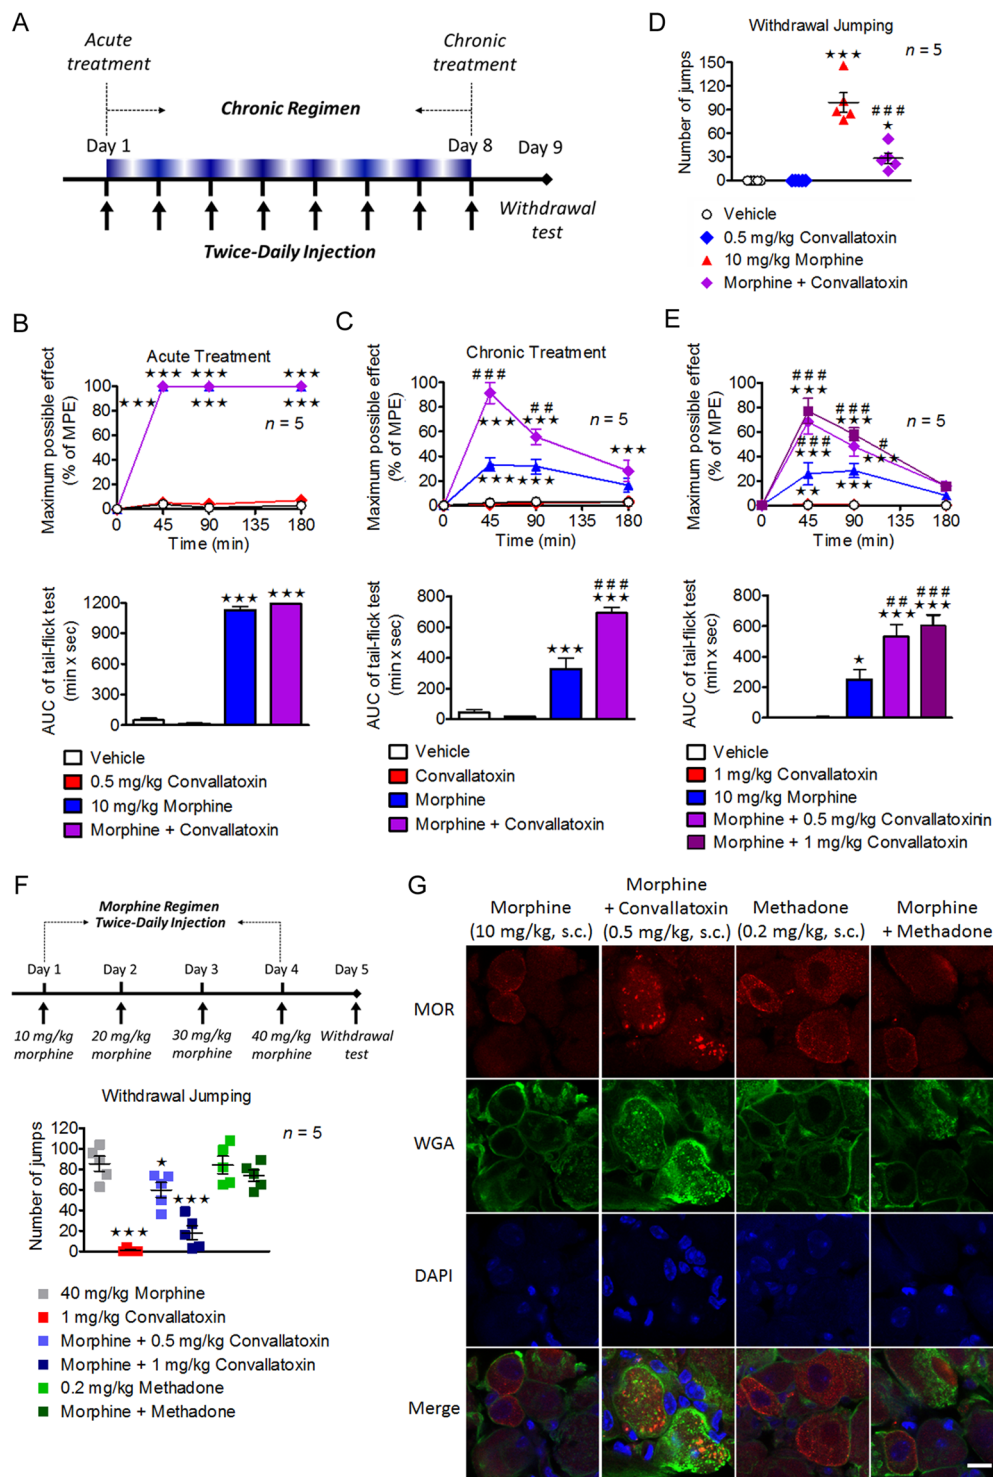 A
Acute
treatment
Chronic
treatment
Chronic Regimen
Day 1
Day 8
Day 9
Twice-Daily Injection
Withdrawal
test
D
Withdrawal Jumping
n = 5
Number of jumps
150
120
90
60
30
0
★★★
###
★
Vehicle
0.5 mg/kg Convallatoxin
10 mg/kg Morphine
Morphine + Convallatoxin
B
Acute Treatment
Maximum possible effect
(% of MPE)
100
80
60
40
20
0
★★★ ★★★ ★★★
★★★ ★★★ ★★★
n = 5
0 45 90 135 180
Time (min)
AUC of tail-flick test
(min x sec)
1200
900
600
300
0
★★★ ★★★
Vehicle
0.5 mg/kg Convallatoxin
10 mg/kg Morphine
Morphine + Convallatoxin
C
Chronic Treatment
Maximum possible effect
(% of MPE)
100
80
60
40
20
0
###
##
★★★ ★★★
★★★
★★★ ★★★
n = 5
0 45 90 135 180
Time (min)
AUC of tail-flick test
(min x sec)
800
600
400
200
0
★★★
###
★★★
Vehicle
Convallatoxin
Morphine
Morphine + Convallatoxin
E
Maximum possible effect
(% of MPE)
100
80
60
40
20
0
###
★★★
###
★★★
#
★★★
###
★★★
★★
★★★
n = 5
0 45 90 135 180
Time (min)
AUC of tail-flick test
(min x sec)
800
600
400
200
0
★
##
★★★
###
★★★
Vehicle
1 mg/kg Convallatoxin
10 mg/kg Morphine
Morphine + 0.5 mg/kg Convallatoxin
Morphine + 1 mg/kg Convallatoxin
F
Morphine Regimen
Twice-Daily Injection
Day 1 Day 2 Day 3 Day 4 Day 5
10 mg/kg
morphine
20 mg/kg
morphine
30 mg/kg
morphine
40 mg/kg
morphine
Withdrawal
test
Withdrawal Jumping
n = 5
Number of jumps
120
100
80
60
40
20
0
★★★
★
★★★
40 mg/kg Morphine
1 mg/kg Convallatoxin
Morphine + 0.5 mg/kg Convallatoxin
Morphine + 1 mg/kg Convallatoxin
0.2 mg/kg Methadone
Morphine + Methadone
G
Morphine
(10 mg/kg, s.c.)
Morphine
+ Convallatoxin
(0.5 mg/kg, s.c.)
Methadone
(0.2 mg/kg, s.c.)
Morphine
+ Methadone
MOR
WGA
DAPI
Merge